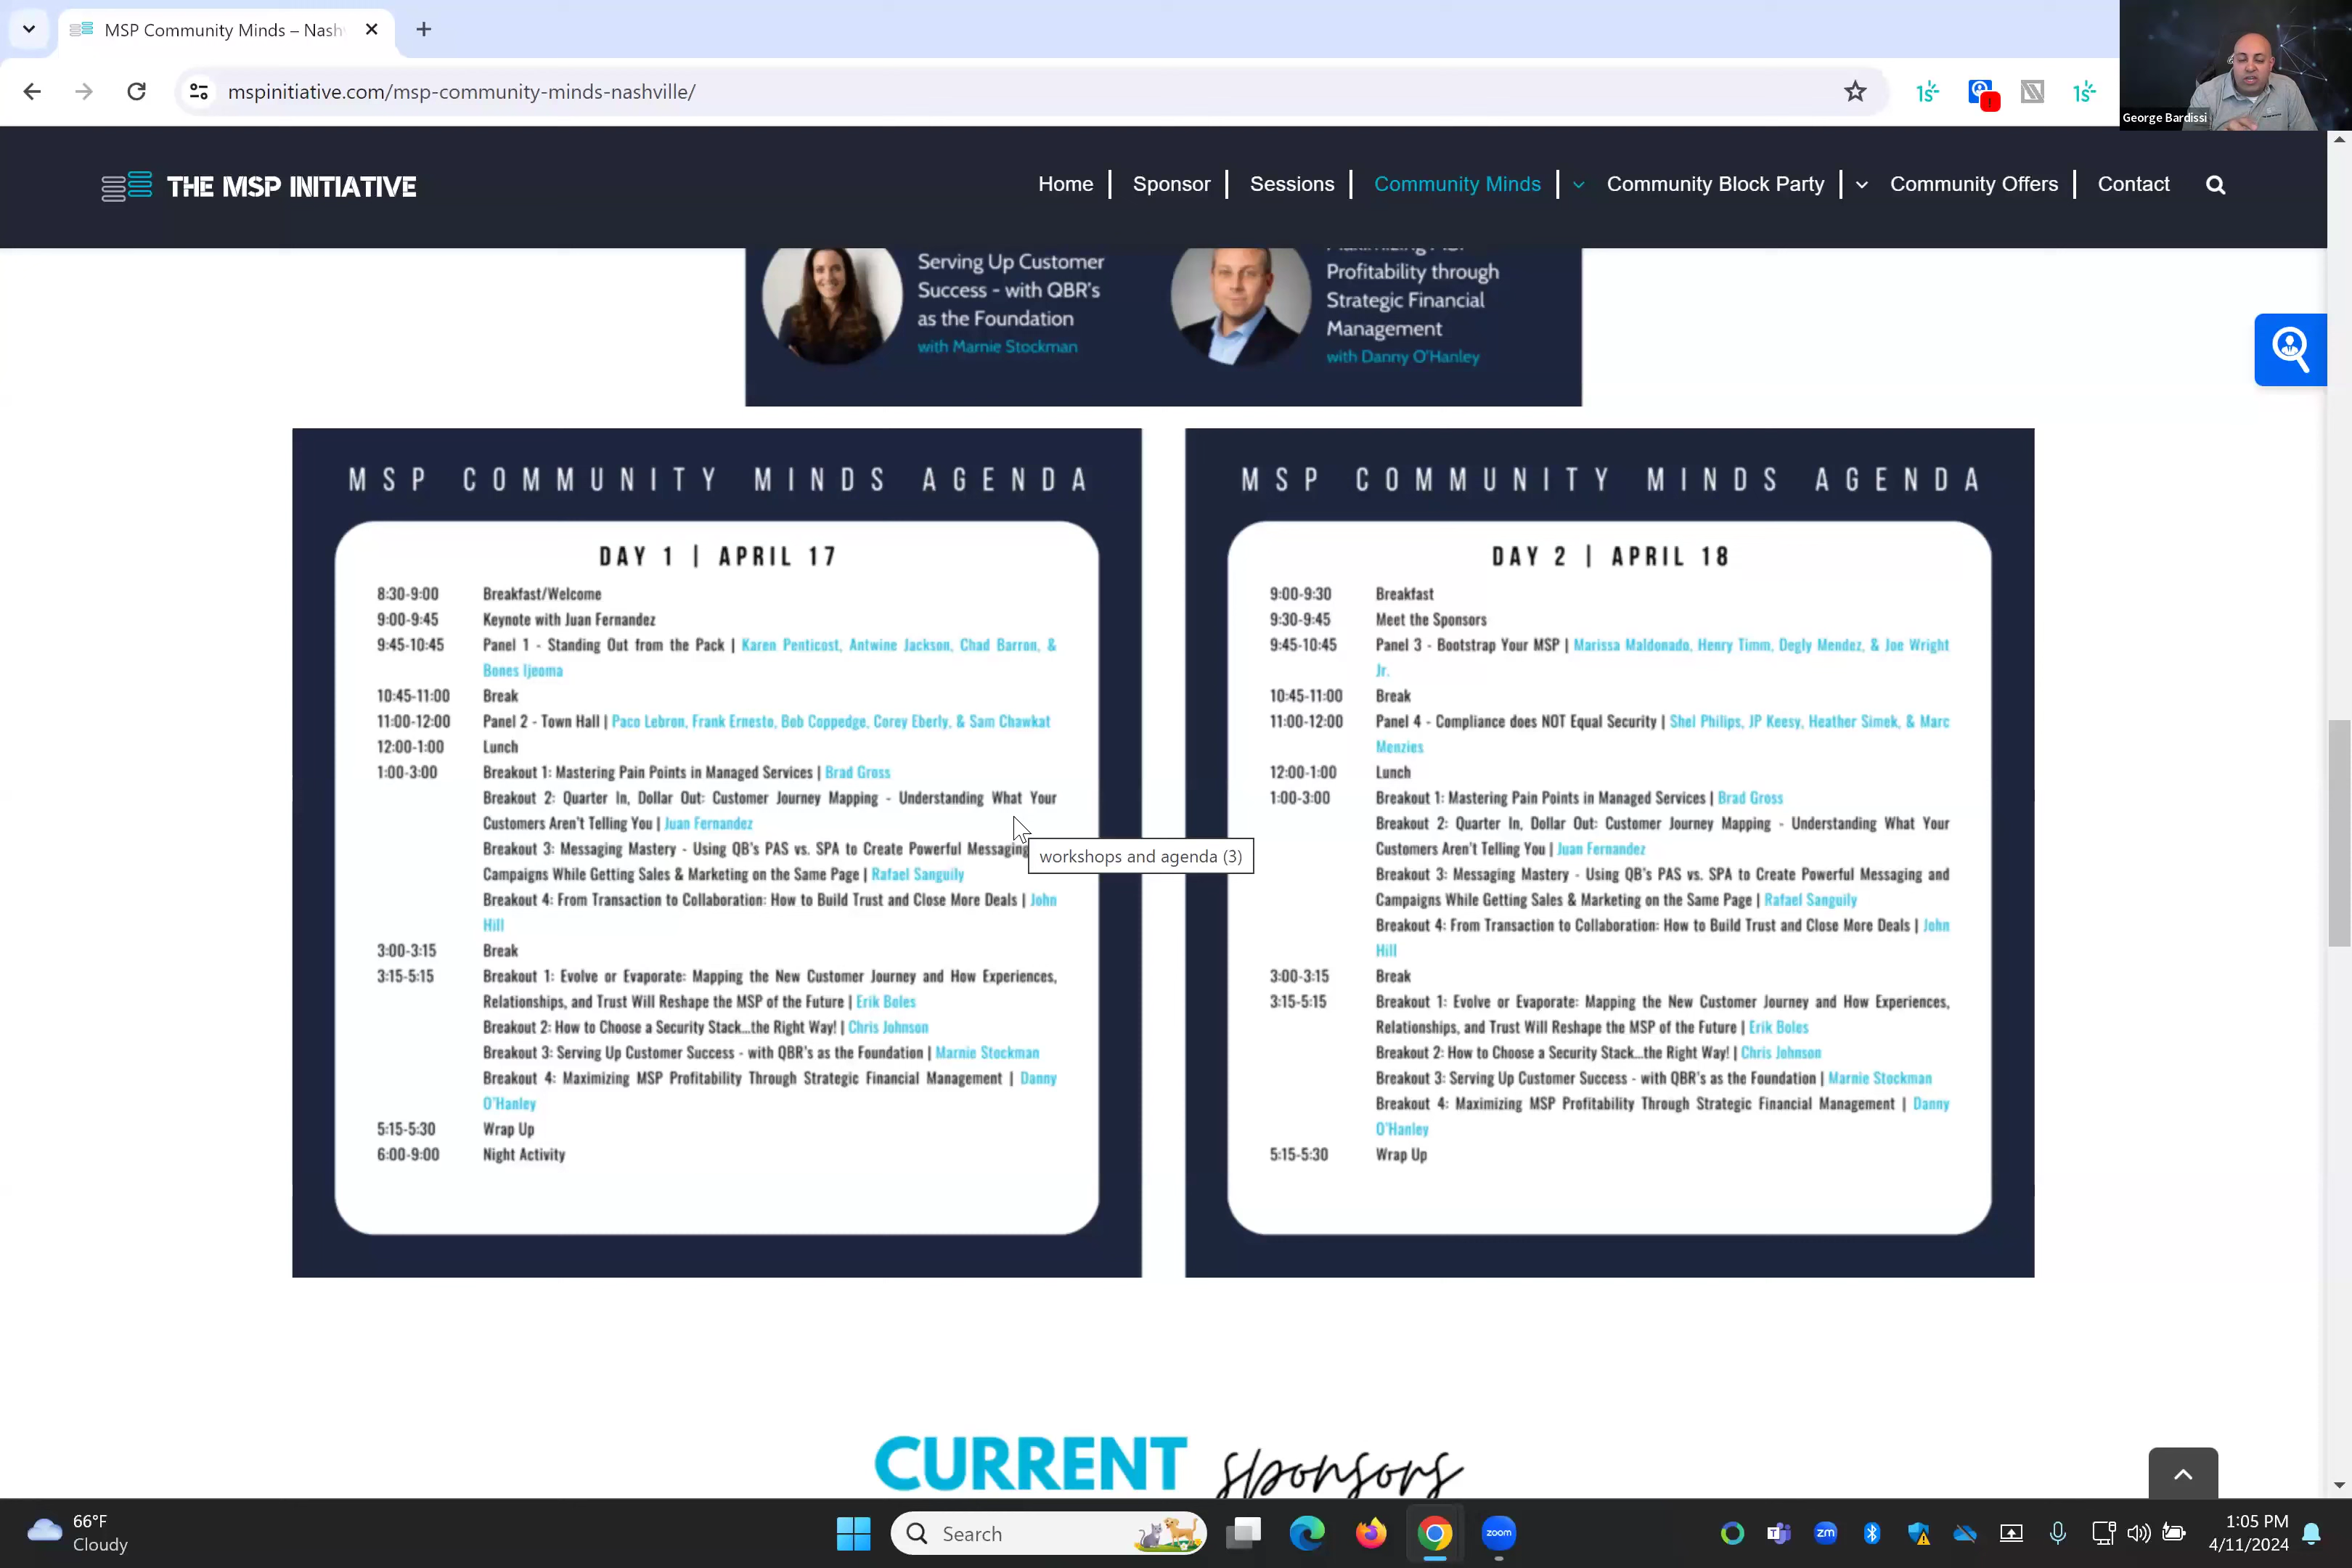 MSP Community Minds – Nash
mspinitiative.com/msp-community-minds-nashville/
George Bardissi
THE MSP INITIATIVE
Home
Sponsor
Sessions
Community Minds
Community Block Party
Community Offers
Contact
Serving Up Customer
Success - with QBR's
as the Foundation
with Marnie Stockman
Profitability through
Strategic Financial
Management
with Danny O'Hanley
MSP COMMUNITY MINDS AGENDA
DAY 1 | APRIL 17
8:30-9:00 Breakfast/Welcome
9:00-9:45 Keynote with Juan Fernandez
9:45-10:45 Panel 1 - Standing Out from the Pack | Karen Penticost, Antwine Jackson, Chad Barron, &
Bones Ijeoma
10:45-11:00 Break
11:00-12:00 Panel 2 - Town Hall | Paco Lebron, Frank Ernesto, Bob Coppedge, Corey Eberly, & Sam Chawkat
12:00-1:00 Lunch
1:00-3:00 Breakout 1: Mastering Pain Points in Managed Services | Brad Gross
Breakout 2: Quarter In, Dollar Out: Customer Journey Mapping - Understanding What Your
Customers Aren't Telling You | Juan Fernandez
Breakout 3: Messaging Mastery - Using QB's PAS vs. SPA to Create Powerful Messaging
Campaigns While Getting Sales & Marketing on the Same Page | Rafael Sanguily
Breakout 4: From Transaction to Collaboration: How to Build Trust and Close More Deals | John
Hill
3:00-3:15 Break
3:15-5:15 Breakout 1: Evolve or Evaporate: Mapping the New Customer Journey and How Experiences,
Relationships, and Trust Will Reshape the MSP of the Future | Erik Boles
Breakout 2: How to Choose a Security Stack...the Right Way! | Chris Johnson
Breakout 3: Serving Up Customer Success - with QBR's as the Foundation | Marnie Stockman
Breakout 4: Maximizing MSP Profitability Through Strategic Financial Management | Danny
O'Hanley
5:15-5:30 Wrap Up
6:00-9:00 Night Activity
workshops and agenda (3)
MSP COMMUNITY MINDS AGENDA
DAY 2 | APRIL 18
9:00-9:30 Breakfast
9:30-9:45 Meet the Sponsors
9:45-10:45 Panel 3 - Bootstrap Your MSP | Marissa Maldonado, Henry Timm, Degly Mendez, & Joe Wright
Jr.
10:45-11:00 Break
11:00-12:00 Panel 4 - Compliance does NOT Equal Security | Shel Philips, JP Keesy, Heather Simek, & Marc
Menzies
12:00-1:00 Lunch
1:00-3:00 Breakout 1: Mastering Pain Points in Managed Services | Brad Gross
Breakout 2: Quarter In, Dollar Out: Customer Journey Mapping - Understanding What Your
Customers Aren't Telling You | Juan Fernandez
Breakout 3: Messaging Mastery - Using QB's PAS vs. SPA to Create Powerful Messaging and
Campaigns While Getting Sales & Marketing on the Same Page | Rafael Sanguily
Breakout 4: From Transaction to Collaboration: How to Build Trust and Close More Deals | John
Hill
3:00-3:15 Break
3:15-5:15 Breakout 1: Evolve or Evaporate: Mapping the New Customer Journey and How Experiences,
Relationships, and Trust Will Reshape the MSP of the Future | Erik Boles
Breakout 2: How to Choose a Security Stack...the Right Way! | Chris Johnson
Breakout 3: Serving Up Customer Success - with QBR's as the Foundation | Marnie Stockman
Breakout 4: Maximizing MSP Profitability Through Strategic Financial Management | Danny
O'Hanley
5:15-5:30 Wrap Up
CURRENT sponsors
66°F
Cloudy
Search
zoom
zm
1:05 PM
4/11/2024